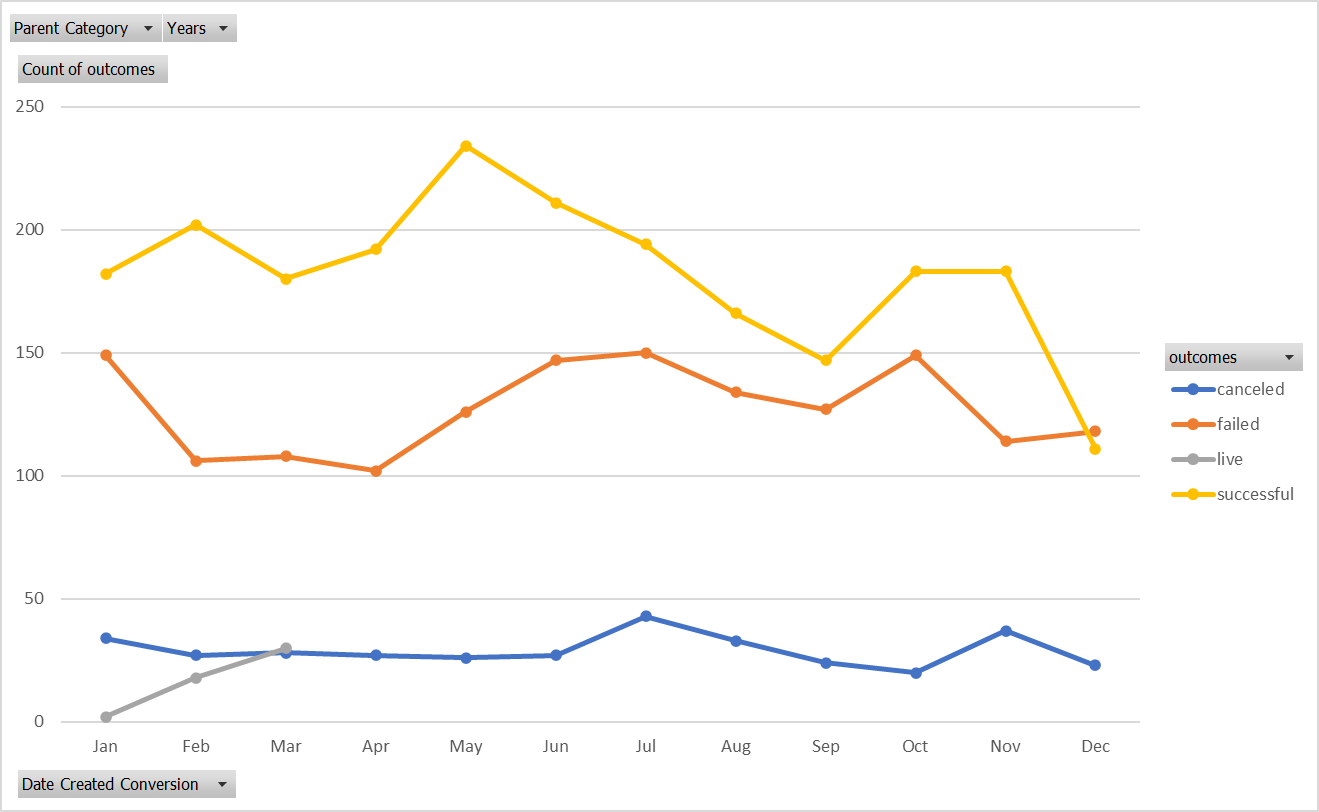 Parent Category Years
Count of outcomes
250
200
150
100
50
0
Jan Feb Mar Apr May Jun Jul Aug Sep Oct Nov Dec
outcomes
canceled
failed
live
successful
Date Created Conversion